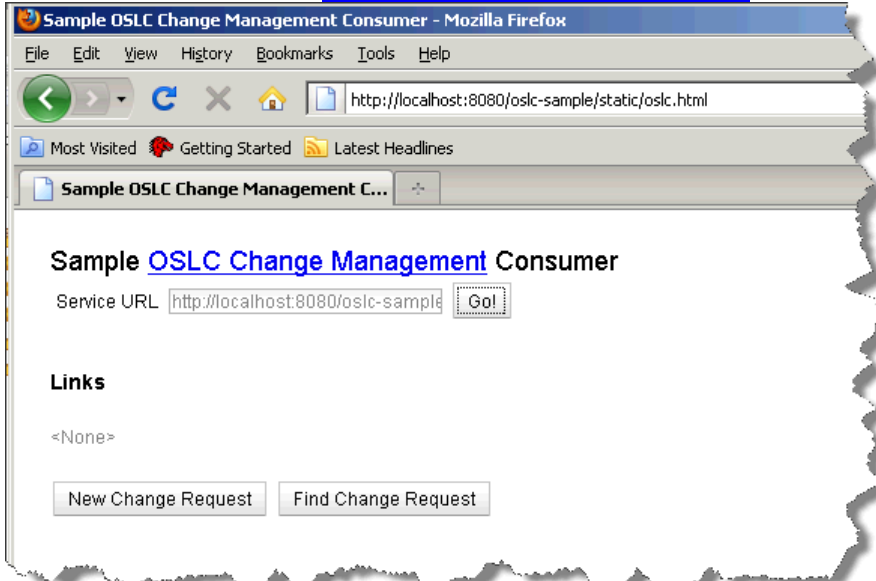 Sample OSLC Change Management Consumer - Mozilla Firefox
File Edit View History Bookmarks Tools Help
http://localhost:8080/oslc-sample/static/oslc.html
Most Visited Getting Started Latest Headlines
Sample OSLC Change Management C...
Sample OSLC Change Management Consumer
Service URL http://localhost:8080/oslc-sample Go!
Links
<None>
New Change Request Find Change Request